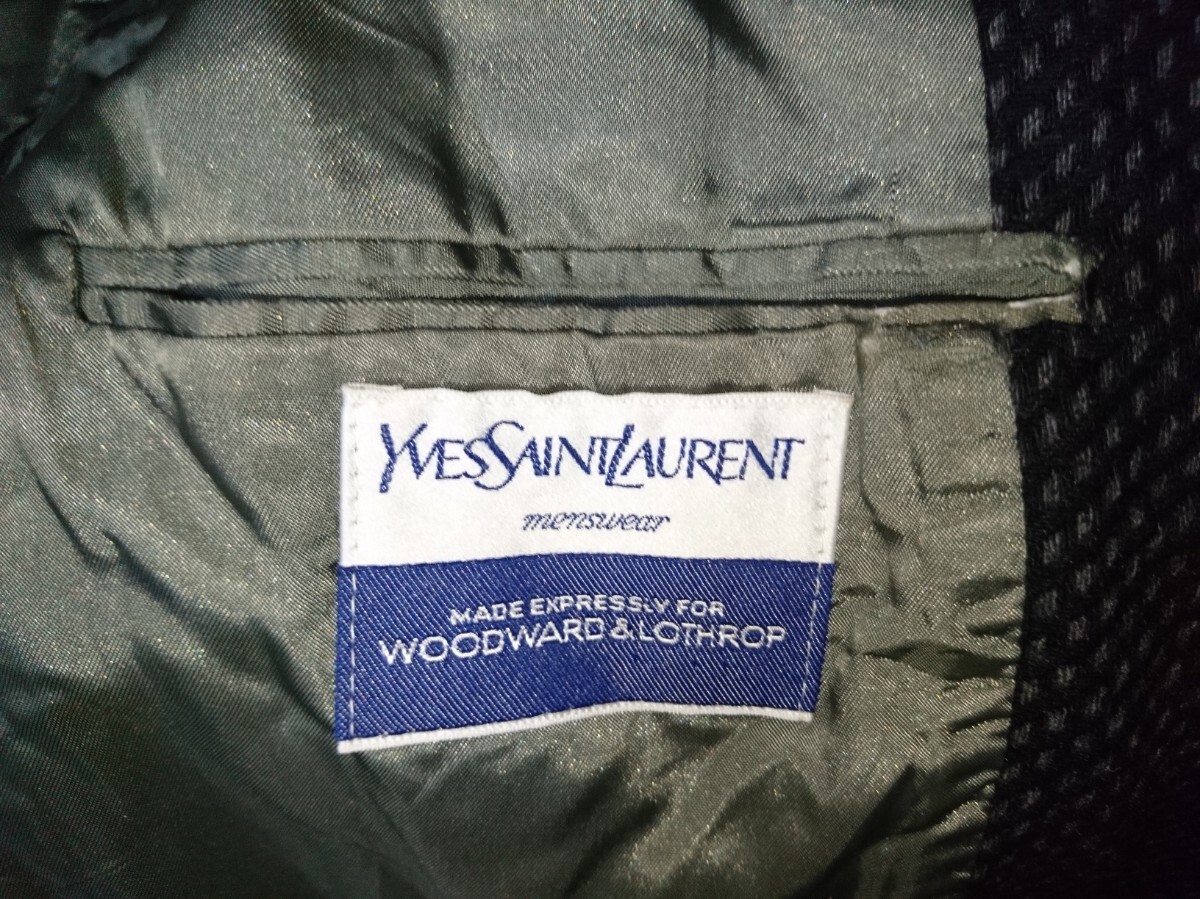 YVESSAINTLAURENT
menswear
MADE EXPRESSLY FOR
WOODWARD & LOTHROP